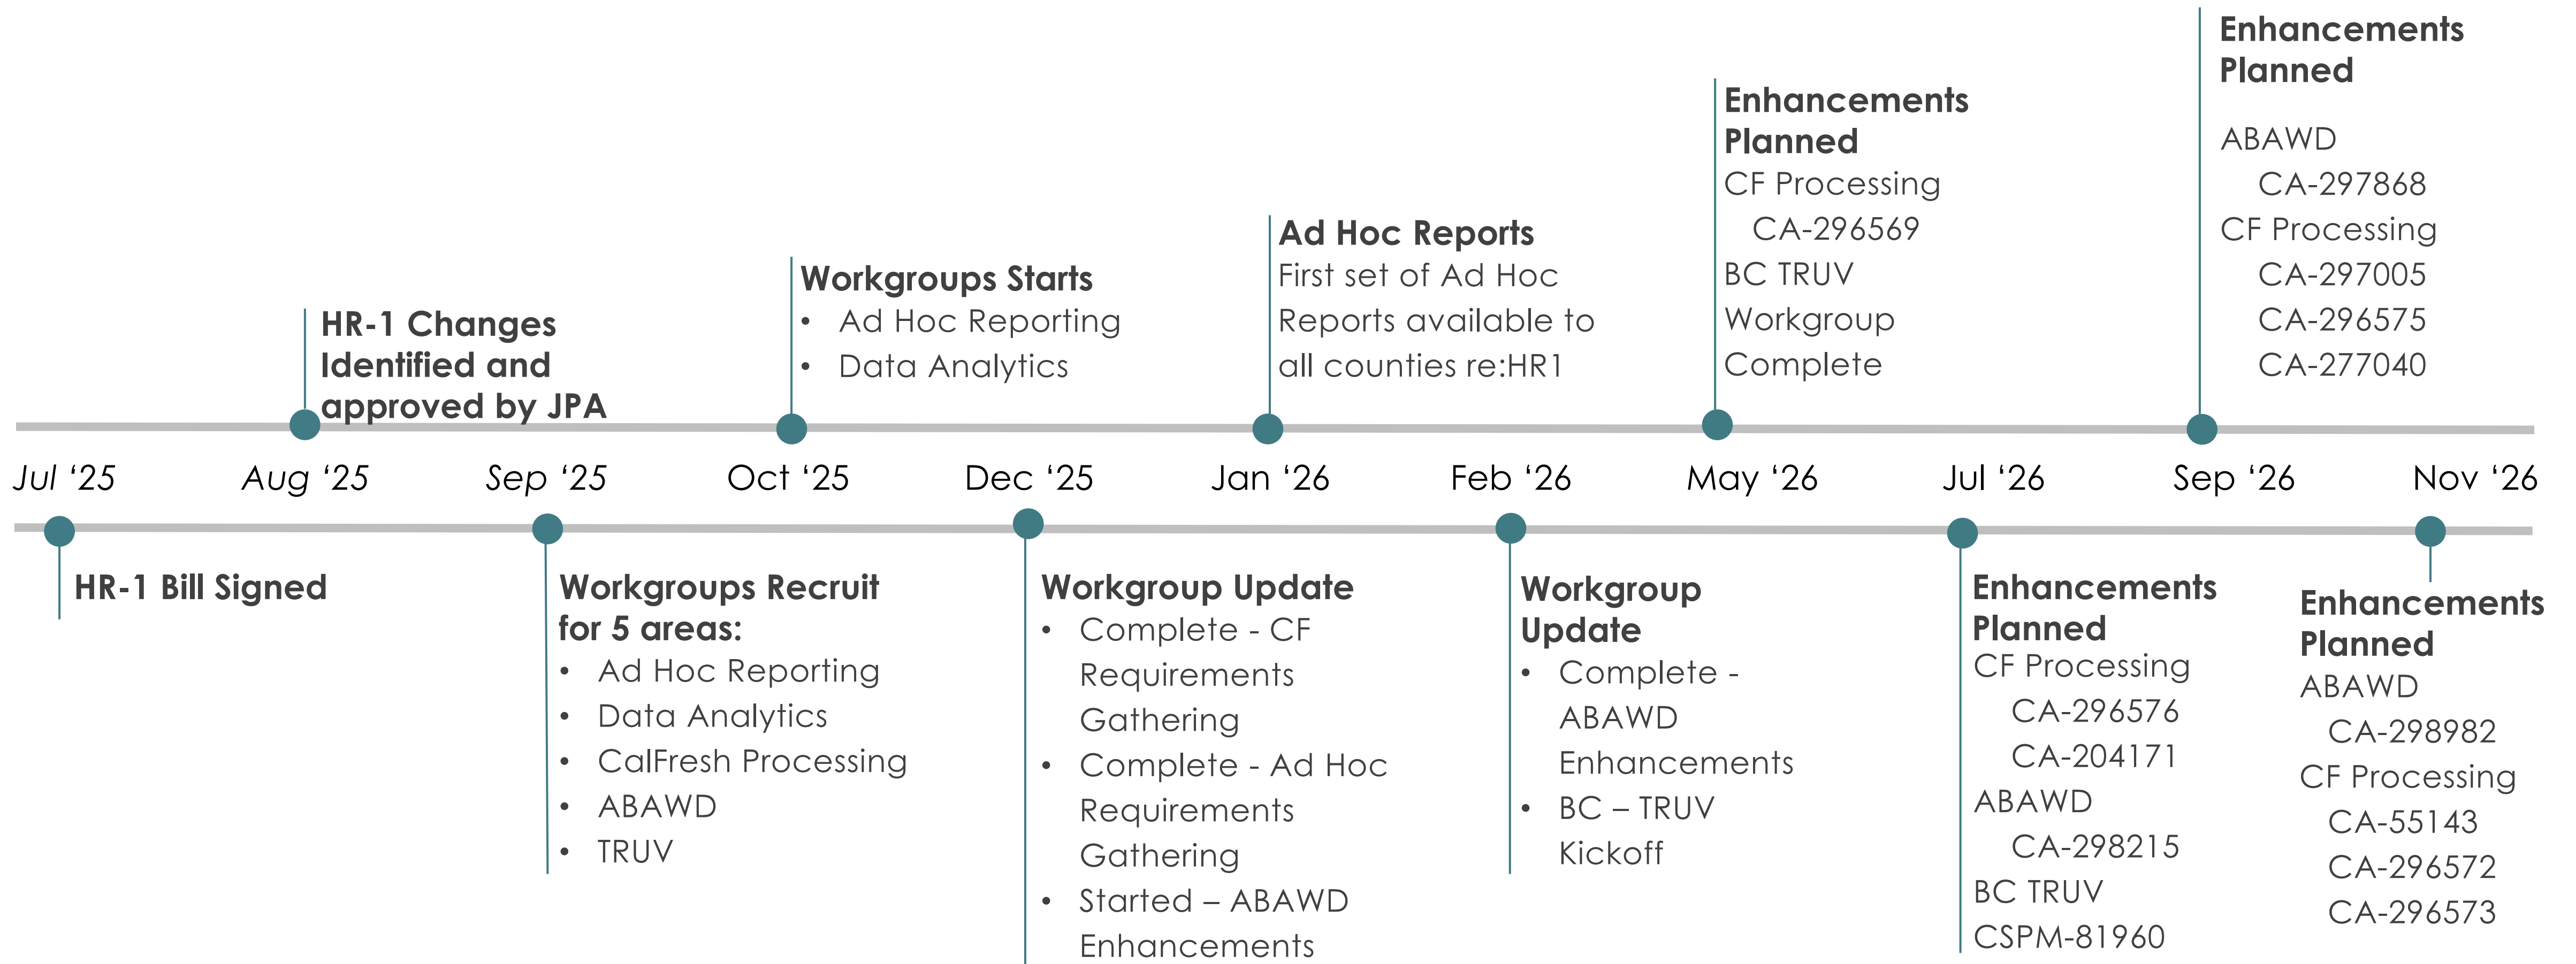 Enhancements
Planned
ABAWD
CA-297868
CF Processing
CA-297005
CA-296575
CA-277040
Enhancements
Planned
CF Processing
CA-296569
BC TRUV
Workgroup
Complete
Ad Hoc Reports
First set of Ad Hoc
Reports available to
all counties re:HR1
Workgroups Starts
• Ad Hoc Reporting
• Data Analytics
HR-1 Changes
Identified and
approved by JPA
Jul ‘25 Aug ‘25 Sep ‘25 Oct ‘25 Dec ‘25 Jan ‘26 Feb ‘26 May ‘26 Jul ‘26 Sep ‘26 Nov ‘26
HR-1 Bill Signed
Workgroups Recruit
for 5 areas:
• Ad Hoc Reporting
• Data Analytics
• CalFresh Processing
• ABAWD
• TRUV
Workgroup Update
• Complete - CF
Requirements
Gathering
• Complete - Ad Hoc
Requirements
Gathering
• Started – ABAWD
Enhancements
Workgroup
Update
• Complete -
ABAWD
Enhancements
• BC – TRUV
Kickoff
Enhancements
Planned
CF Processing
CA-296576
CA-204171
ABAWD
CA-298215
BC TRUV
CSPM-81960
Enhancements
Planned
ABAWD
CA-298982
CF Processing
CA-55143
CA-296572
CA-296573